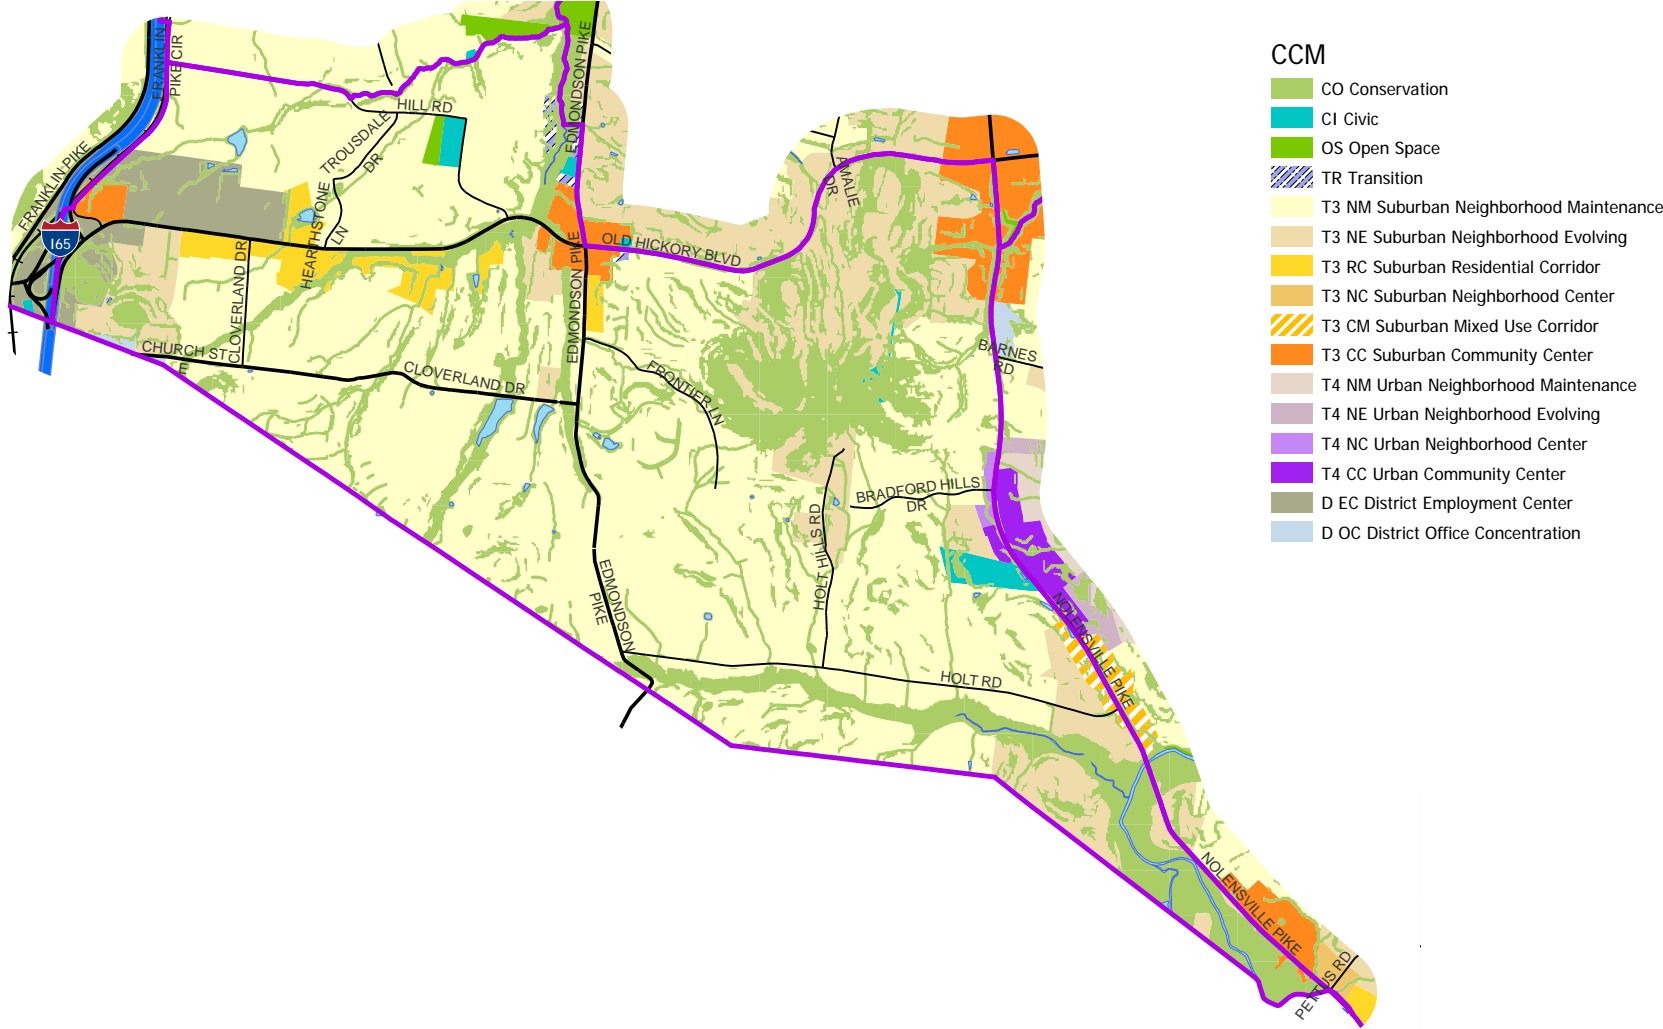 CCM
CO Conservation
CI Civic
OS Open Space
TR Transition
T3 NM Suburban Neighborhood Maintenance
T3 NE Suburban Neighborhood Evolving
T3 RC Suburban Residential Corridor
T3 NC Suburban Neighborhood Center
T3 CM Suburban Mixed Use Corridor
T3 CC Suburban Community Center
T4 NM Urban Neighborhood Maintenance
T4 NE Urban Neighborhood Evolving
T4 NC Urban Neighborhood Center
T4 CC Urban Community Center
D EC District Employment Center
D OC District Office Concentration
FRANKLIN
PIKE CIR
FRANKLIN PIKE
I65
HILL RD
TROUSDALE
DR
EDMONDSON PIKE
HEARTHSTONE
LN
CLOVERLAND DR
CHURCH ST
E
CLOVERLAND DR
OLD HICKORY BLVD
EDMONDSON PIKE
AMALIE
DR
FRONTIER LN
BARNES
RD
BRADFORD HILLS
DR
HOLT HILLS RD
EDMONDSON
PIKE
HOLT RD
NOLENSVILLE PIKE
NOLENSVILLE PIKE
PETTUS RD